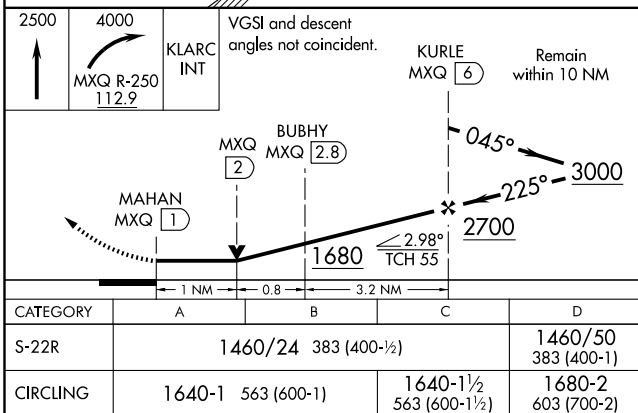 2500
4000
MXQ R-250
112.9
KLARC
INT
VGSI and descent
angles not coincident.
KURLE
MXQ 6
Remain
within 10 NM
045°
3000
225°
2700
MXQ
2
BUBHY
MXQ 2.8
MAHAN
MXQ 1
1680
2.98°
TCH 55
1 NM
0.8
3.2 NM
CATEGORY A B C D
S-22R 1460/24 383 (400-½) 1460/50
383 (400-1)
CIRCLING 1640-1 563 (600-1) 1640-1½
563 (600-1½)
1680-2
603 (700-2)